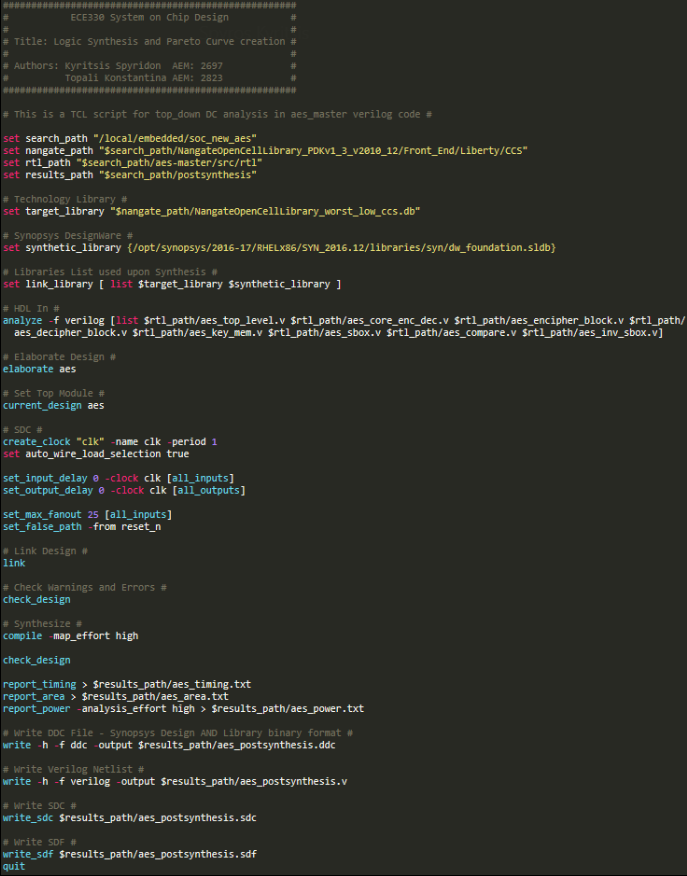 ####################################################
# ECE330 System on Chip Design #
# #
# Title: Logic Synthesis and Pareto Curve creation #
# #
# Authors: Kyritsis Spyridon AEM: 2697 #
# Topali Konstantina AEM: 2823 #
####################################################
# This is a TCL script for top_down DC analysis in aes_master verilog code #
set search_path "/local/embedded/soc_new_aes"
set nangate_path "$search_path/NangateOpenCellLibrary_PDKv1_3_v2010_12/Front_End/Liberty/CCS"
set rtl_path "$search_path/aes-master/src/rtl"
set results_path "$search_path/postsynthesis"
# Technology Library #
set target_library "$nangate_path/NangateOpenCellLibrary_worst_low_ccs.db"
# Synopsys DesignWare #
set synthetic_library {/opt/synopsys/2016-17/RHELx86/SYN_2016.12/libraries/syn/dw_foundation.sldb}
# Libraries List used upon Synthesis #
set link_library [ list $target_library $synthetic_library ]
# HDL In #
analyze -f verilog [list $rtl_path/aes_top_level.v $rtl_path/aes_core_enc_dec.v $rtl_path/aes_encipher_block.v $rtl_path/
aes_decipher_block.v $rtl_path/aes_key_mem.v $rtl_path/aes_sbox.v $rtl_path/aes_compare.v $rtl_path/aes_inv_sbox.v]
# Elaborate Design #
elaborate aes
# Set Top Module #
current_design aes
# SDC #
create_clock "clk" -name clk -period 1
set auto_wire_load_selection true
set_input_delay 0 -clock clk [all_inputs]
set_output_delay 0 -clock clk [all_outputs]
set_max_fanout 25 [all_inputs]
set_false_path -from reset_n
# Link Design #
link
# Check Warnings and Errors #
check_design
# Synthesize #
compile -map_effort high
check_design
report_timing > $results_path/aes_timing.txt
report_area > $results_path/aes_area.txt
report_power -analysis_effort high > $results_path/aes_power.txt
# Write DDC File - Synopsys Design AND Library binary format #
write -h -f ddc -output $results_path/aes_postsynthesis.ddc
# Write Verilog Netlist #
write -h -f verilog -output $results_path/aes_postsynthesis.v
# Write SDC #
write_sdc $results_path/aes_postsynthesis.sdc
# Write SDF #
write_sdf $results_path/aes_postsynthesis.sdf
quit